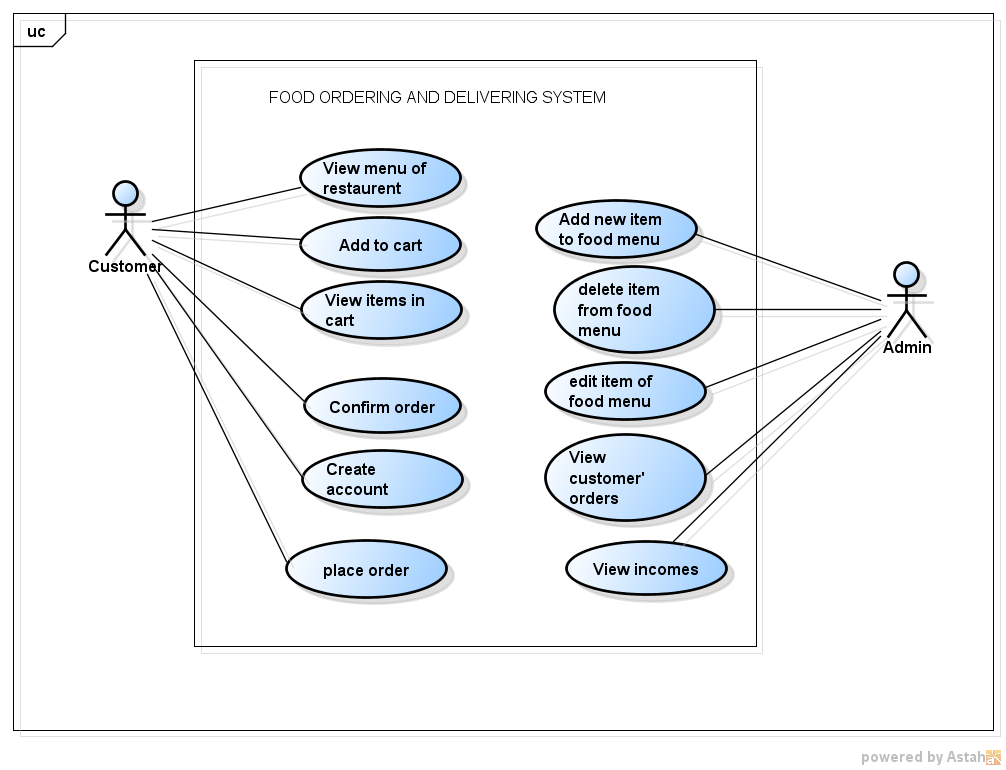 uc
FOOD ORDERING AND DELIVERING SYSTEM
View menu of
restaurent
Add to cart
View items in
cart
Confirm order
Create
account
place order
Customer
Add new item
to food menu
delete item
from food
menu
edit item of
food menu
View
customer'
orders
View incomes
Admin
powered by Astah